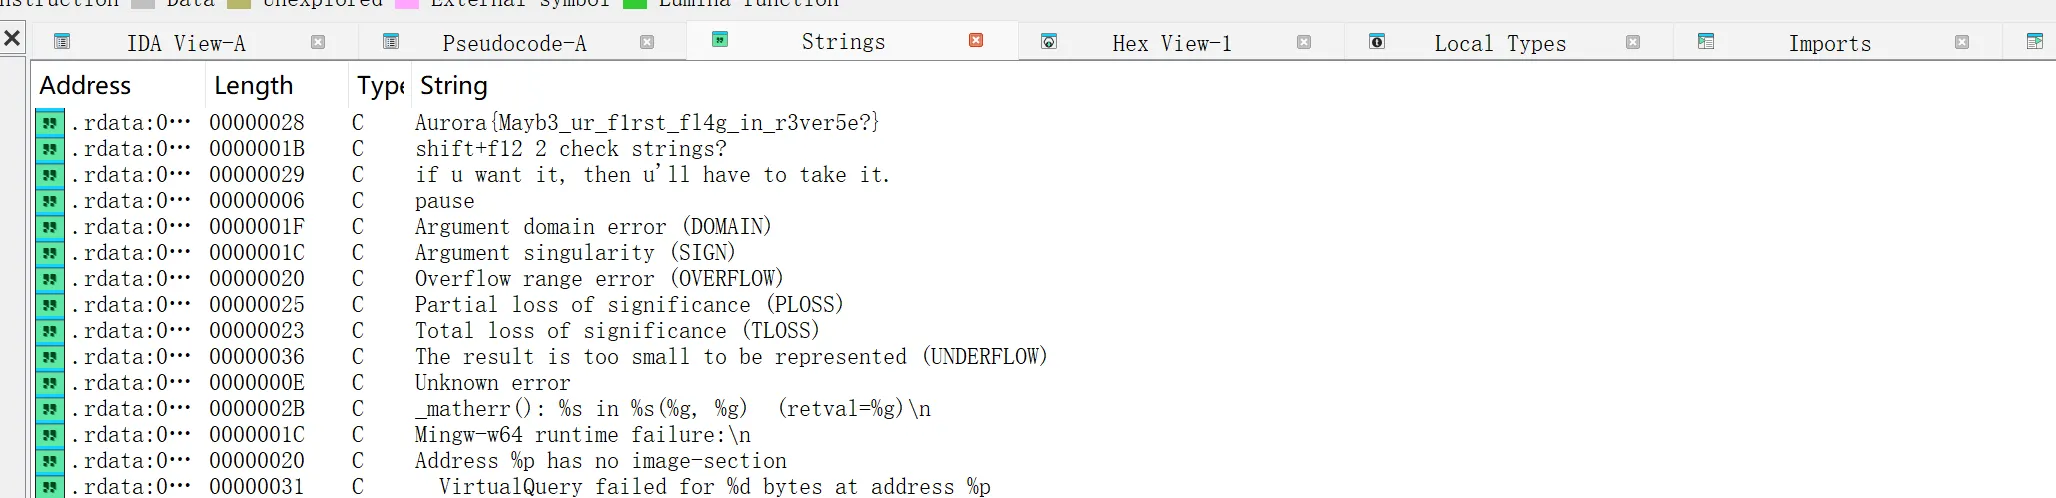 Data Unexplored External symbol Lumina function
IDA View-A Pseudocode-A Strings Hex View-1 Local Types Imports
Address Length Type String
.rdata:0… 00000028 C Aurora{Mayb3_ur_f1rst_fl4g_in_r3ver5e?}
.rdata:0… 0000001B C shift+f12 2 check strings?
.rdata:0… 00000029 C if u want it, then u'll have to take it.
.rdata:0… 00000006 C pause
.rdata:0… 0000001F C Argument domain error (DOMAIN)
.rdata:0… 0000001C C Argument singularity (SIGN)
.rdata:0… 00000020 C Overflow range error (OVERFLOW)
.rdata:0… 00000025 C Partial loss of significance (PLOSS)
.rdata:0… 00000023 C Total loss of significance (TLOSS)
.rdata:0… 00000036 C The result is too small to be represented (UNDERFLOW)
.rdata:0… 0000000E C Unknown error
.rdata:0… 0000002B C _matherr(): %s in %s(%g, %g)  (retval=%g)\n
.rdata:0… 0000001C C Mingw-w64 runtime failure:\n
.rdata:0… 00000020 C Address %p has no image-section
.rdata:0… 00000031 C   VirtualQuery failed for %d bytes at address %p